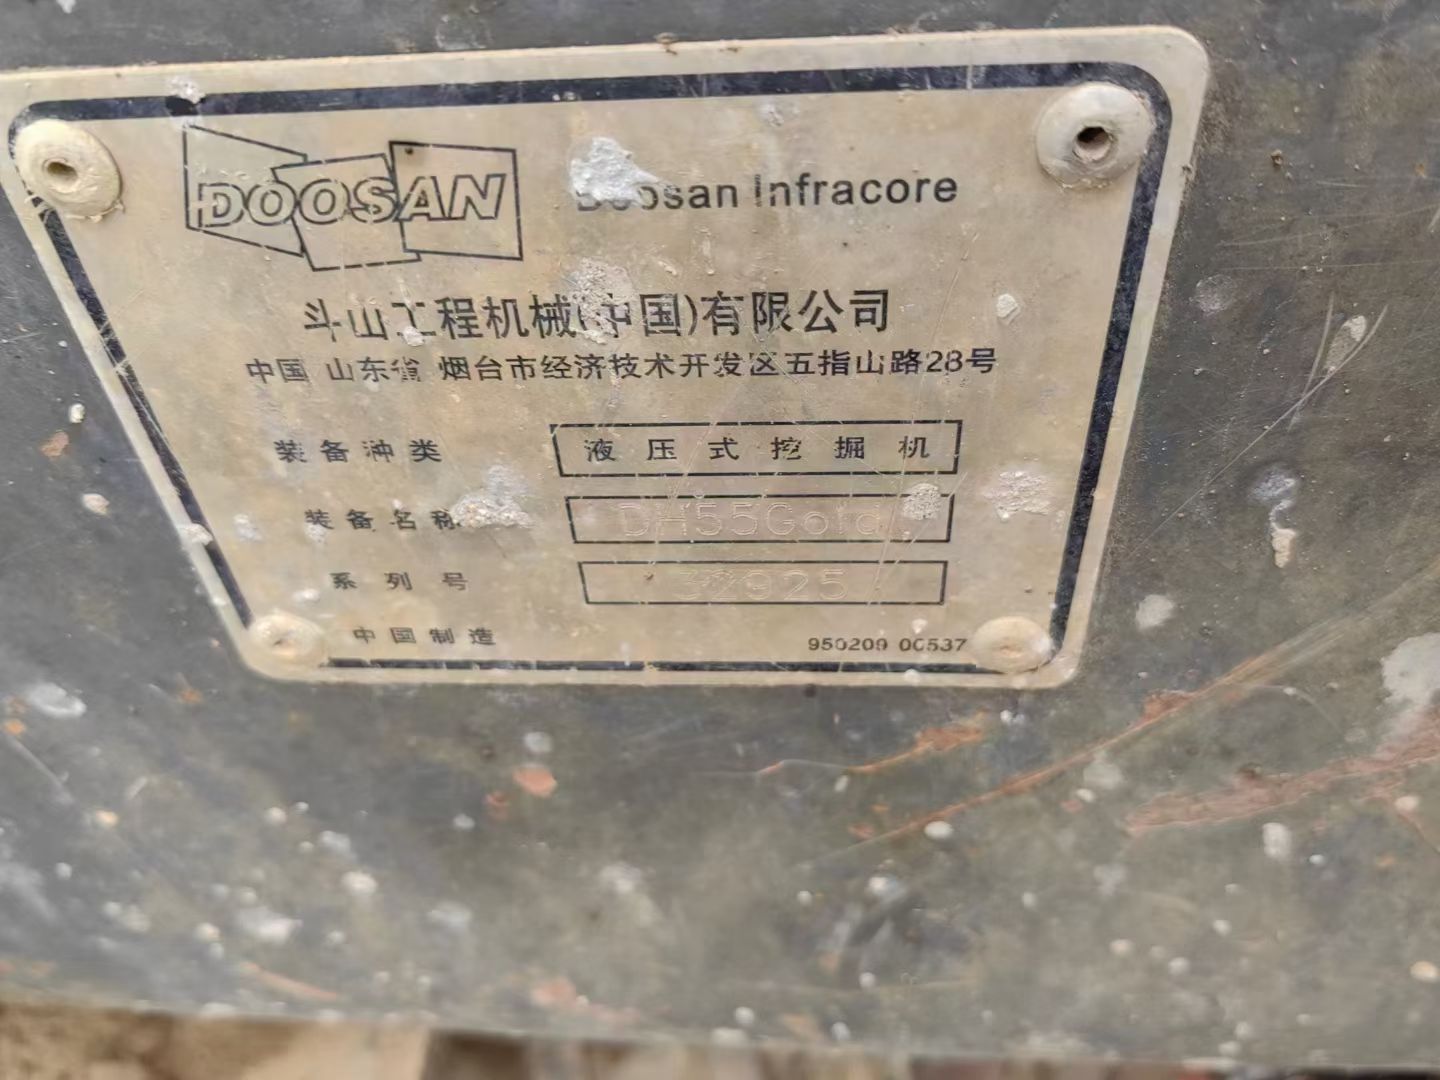 DOOSAN
Doosan Infracore
斗山工程机械(中国)有限公司
中国 山东省 烟台市经济技术开发区五指山路28号
装备种类 液压式挖掘机
装备名称 DH55Gold
系列号 32925
中国制造 950209 00537